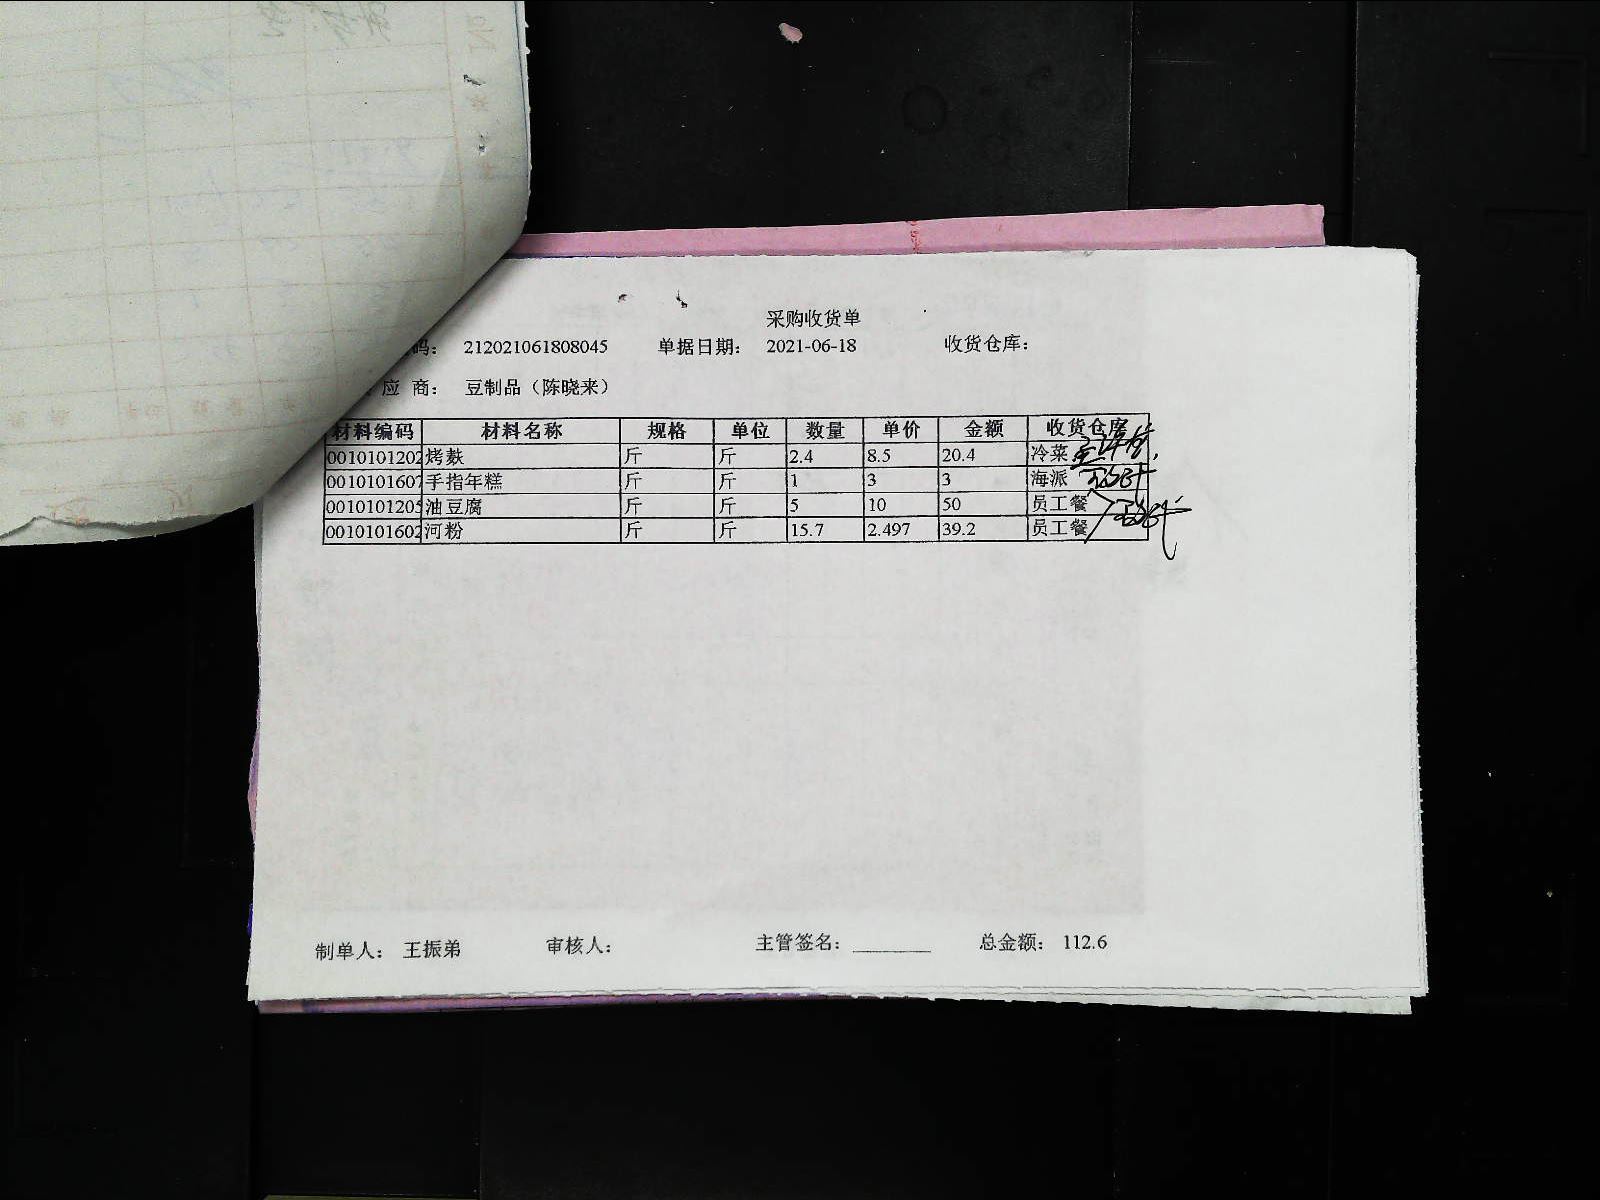 采购收货单
码： 212021061808045 单据日期： 2021-06-18 收货仓库：
应 商： 豆制品（陈晓来）
材料编码 材料名称 规格 单位 数量 单价 金额 收货仓库
0010101202 烤麸 斤 斤 2.4 8.5 20.4 冷菜
0010101607 手指年糕 斤 斤 1 3 3 海派
0010101205 油豆腐 斤 斤 5 10 50 员工餐
0010101602 河粉 斤 斤 15.7 2.497 39.2 员工餐
制单人： 王振弟 审核人： 主管签名： 总金额： 112.6